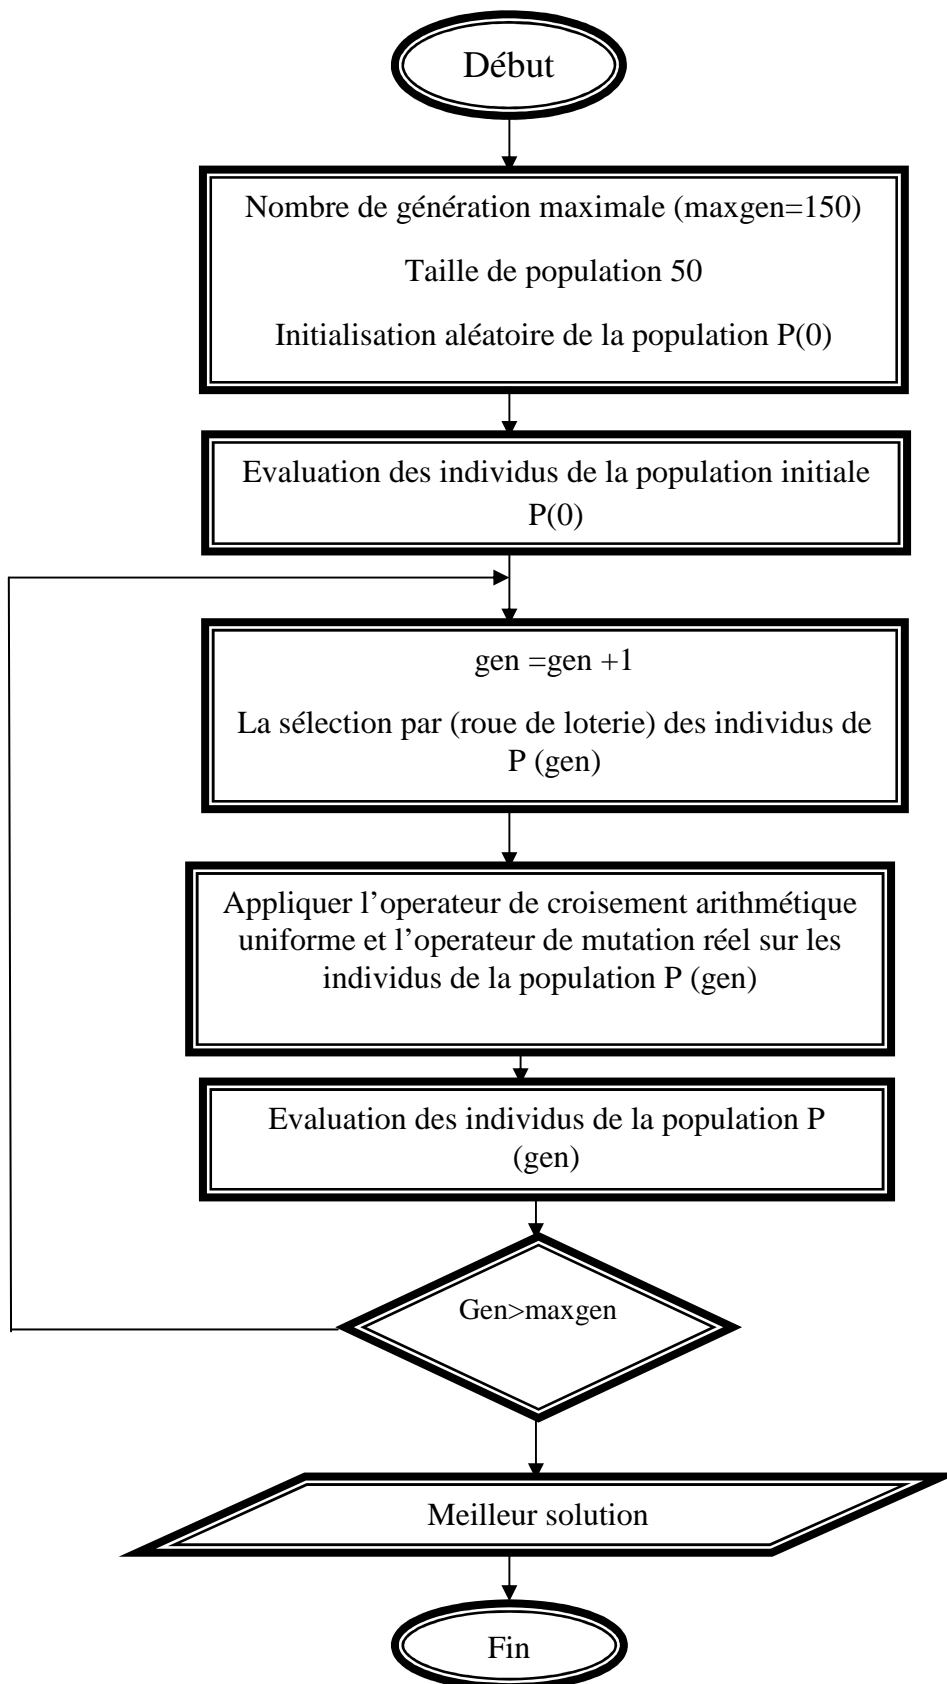 Début
Nombre de génération maximale (maxgen=150)
Taille de population 50
Initialisation aléatoire de la population P(0)
Evaluation des individus de la population initiale
P(0)
gen =gen +1
La sélection par (roue de loterie) des individus de
P (gen)
Appliquer l’operateur de croisement arithmétique
uniforme et l’operateur de mutation réel sur les
individus de la population P (gen)
Evaluation des individus de la population P
(gen)
Gen>maxgen
Meilleur solution
Fin